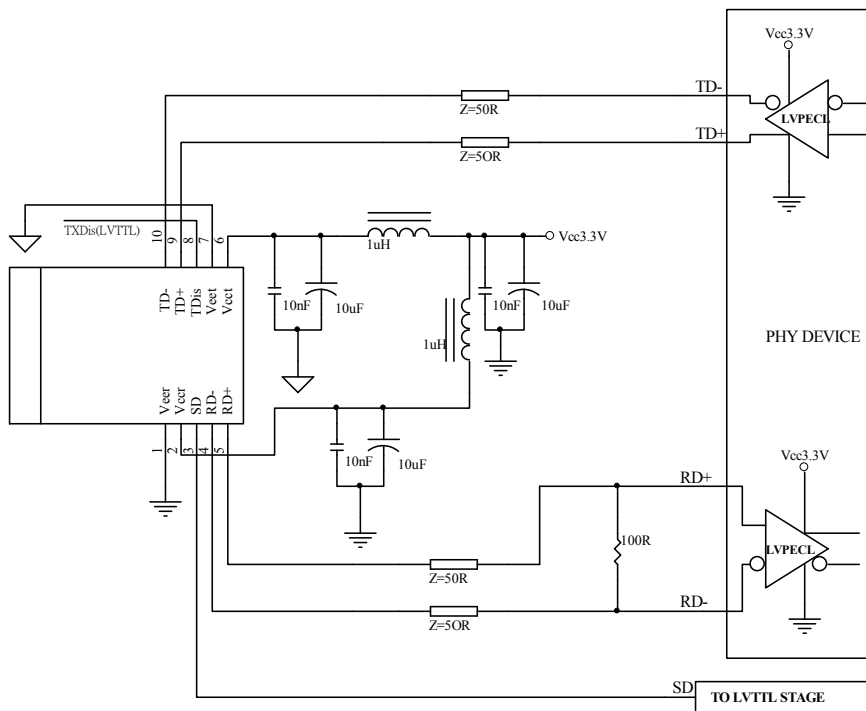 Vcc3.3V
TD-
LVPECL
Z=50R
TD+
Z=5OR
TXDis(LVTTL)
10
9
8
7
6
Vcc3.3V
1uH
TD-
TD+
TDis
Veet
Vcct
10nF
10uF
10nF
10uF
1uH
PHY DEVICE
Veer
Vccr
SD
RD-
RD+
1
2
3
4
5
10nF
10uF
Vcc3.3V
RD+
100R
LVPECL
Z=50R
RD-
Z=5OR
SD
TO LVTTL STAGE